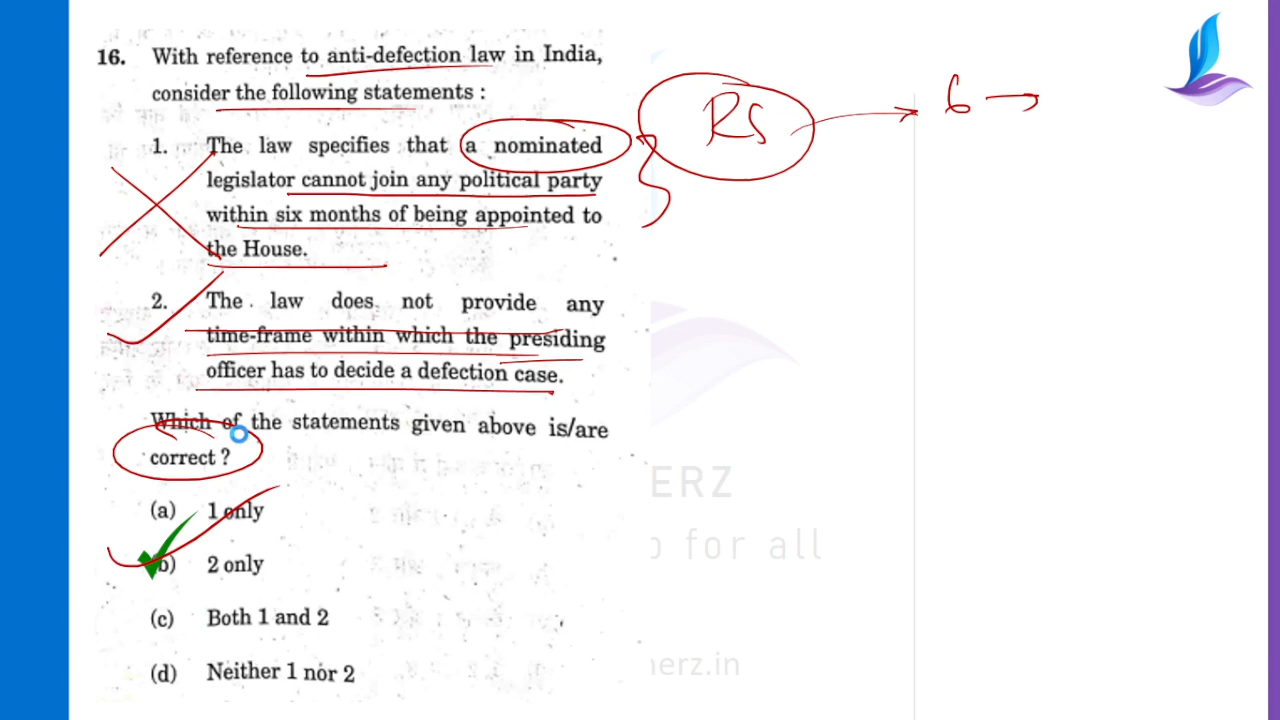 16. With reference to anti-defection law in India,
consider the following statements :
1. The law specifies that a nominated
legislator cannot join any political party
within six months of being appointed to
the House.
2. The law does not provide any
time-frame within which the presiding
officer has to decide a defection case.
Which of the statements given above is/are
correct ?
(a) 1 only
(b) 2 only
(c) Both 1 and 2
(d) Neither 1 nor 2
RS
6
ERZ
for all
erz.in